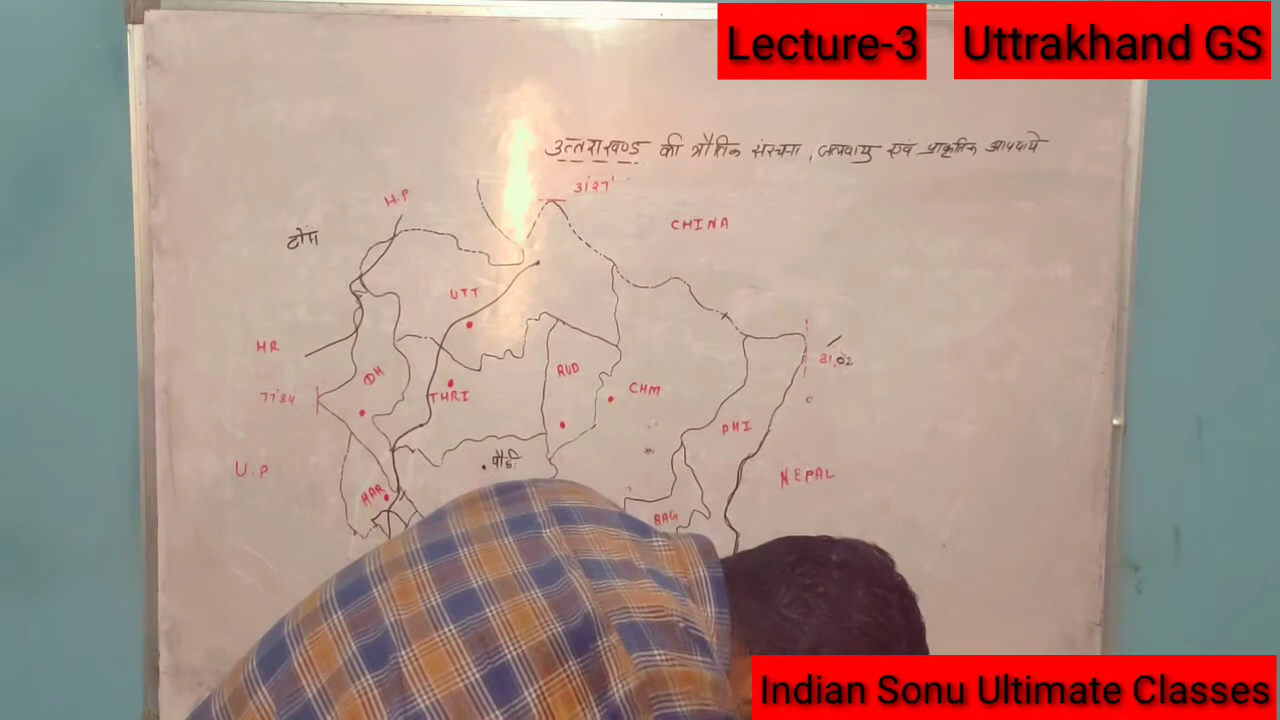 Lecture-3 Uttrakhand GS
उत्तराखण्ड की भौतिक संरचना, जलवायु एवं प्राकृतिक आपदाये
31'27'
H.P
CHINA
टोंस
UTT
HR
31,02
RUD
DH
CHM
77'34
THRI
PHI
पौडी
U.P
NEPAL
HAR
BAG
Indian Sonu Ultimate Classes